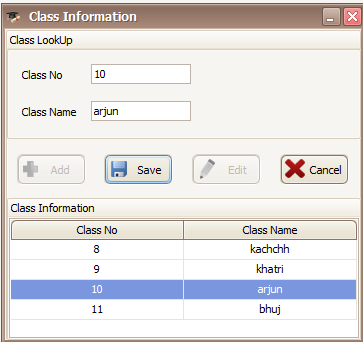 Class Information
Class LookUp
Class No 10
Class Name arjun
Add Save Edit Cancel
Class Information
Class No Class Name
8 kachchh
9 khatri
10 arjun
11 bhuj